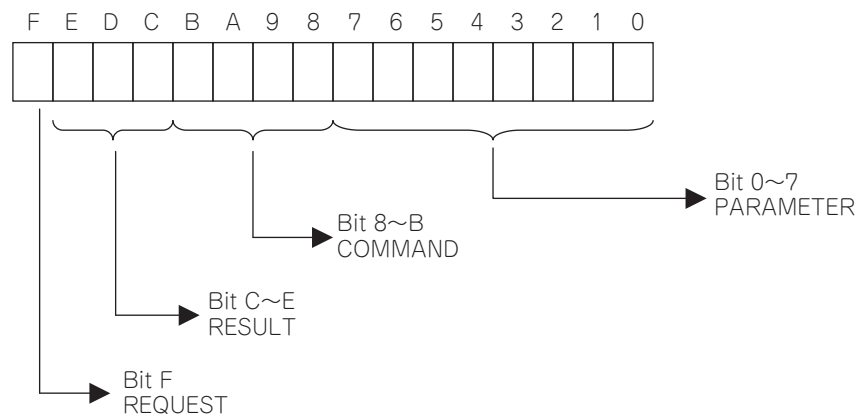 F E D C B A 9 8 7 6 5 4 3 2 1 0
Bit 0～7
PARAMETER
Bit 8～B
COMMAND
Bit C～E
RESULT
Bit F
REQUEST